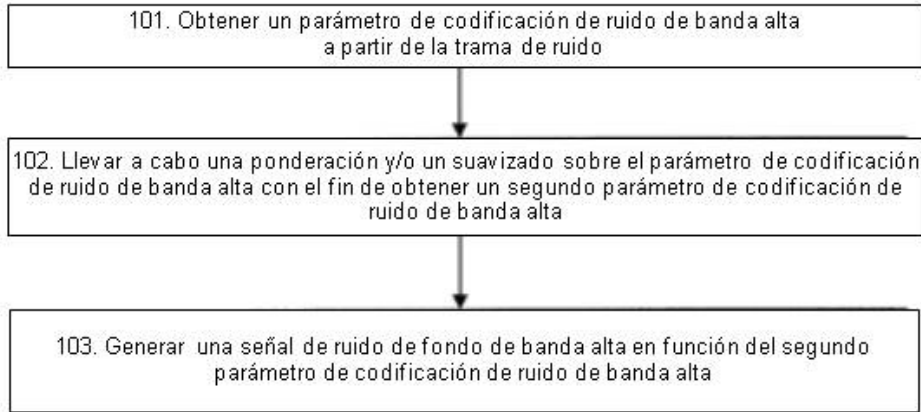 101. Obtener un parámetro de codificación de ruido de banda alta
a partir de la trama de ruido
102. Llevar a cabo una ponderación y/o un suavizado sobre el parámetro de codificación
de ruido de banda alta con el fin de obtener un segundo parámetro de codificación de
ruido de banda alta
103. Generar una señal de ruido de fondo de banda alta en función del segundo
parámetro de codificación de ruido de banda alta